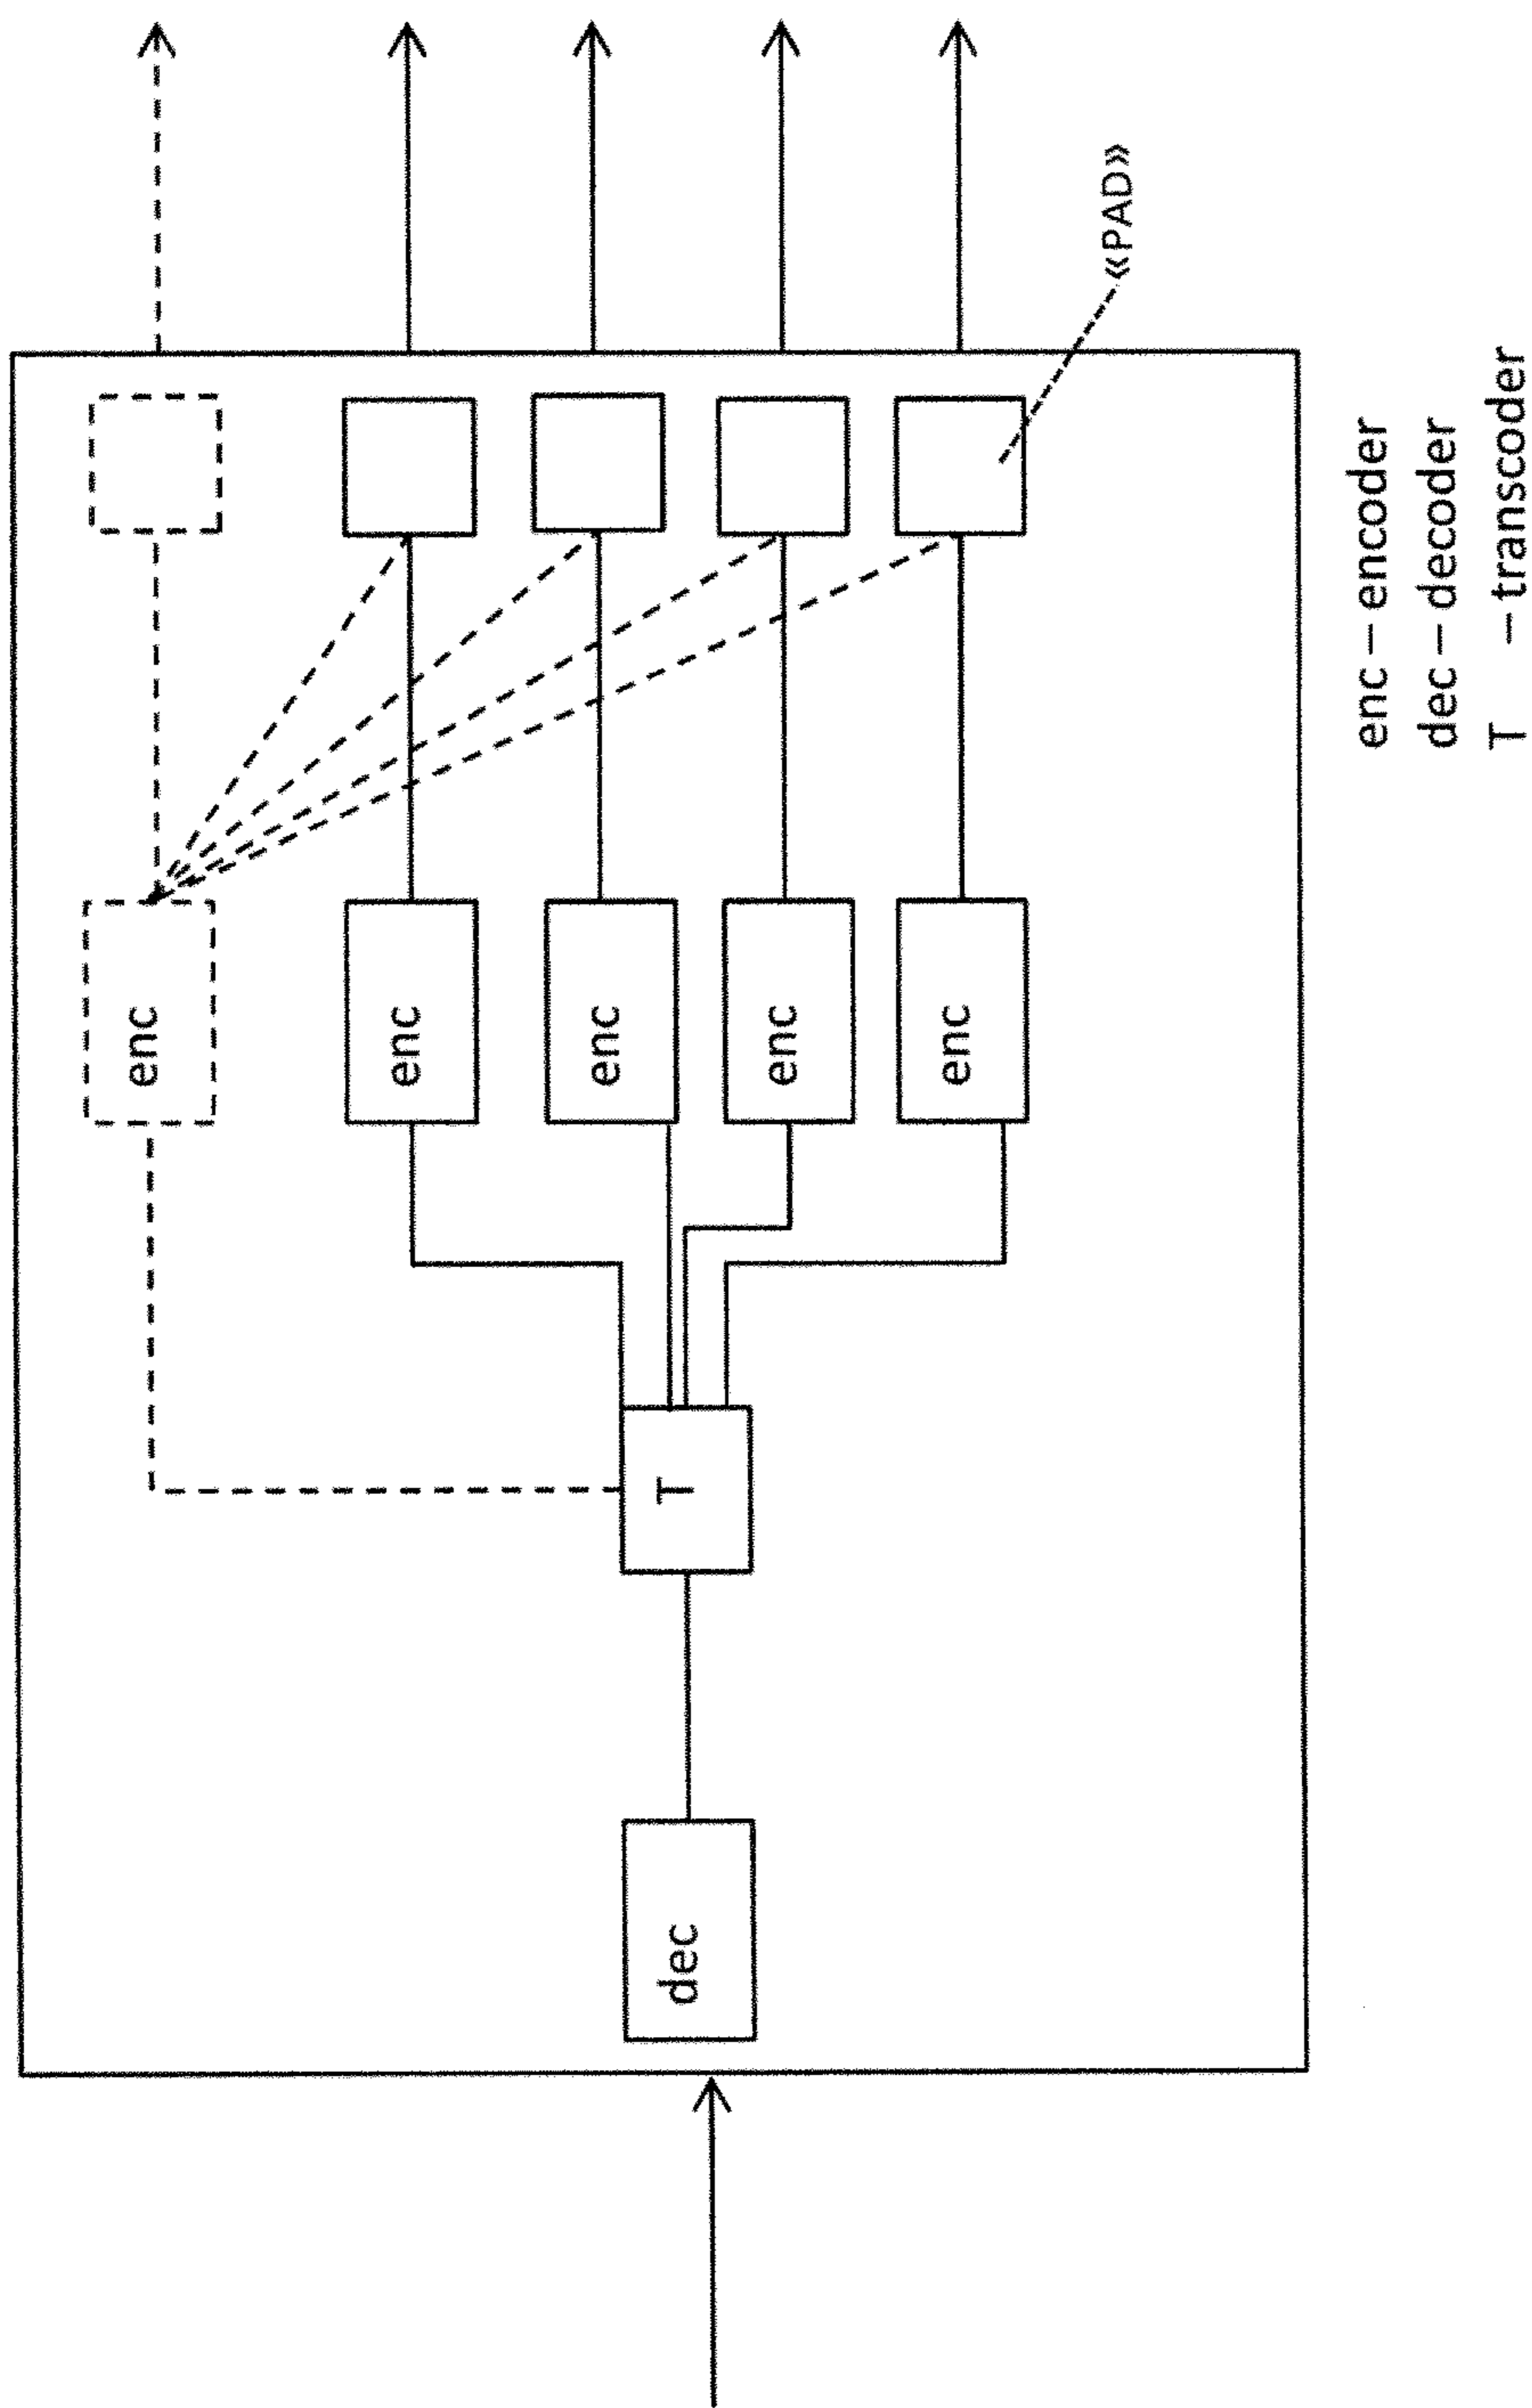 enc
enc
enc
enc
enc
T
dec
«PAD»
enc – encoder
dec – decoder
T – transcoder